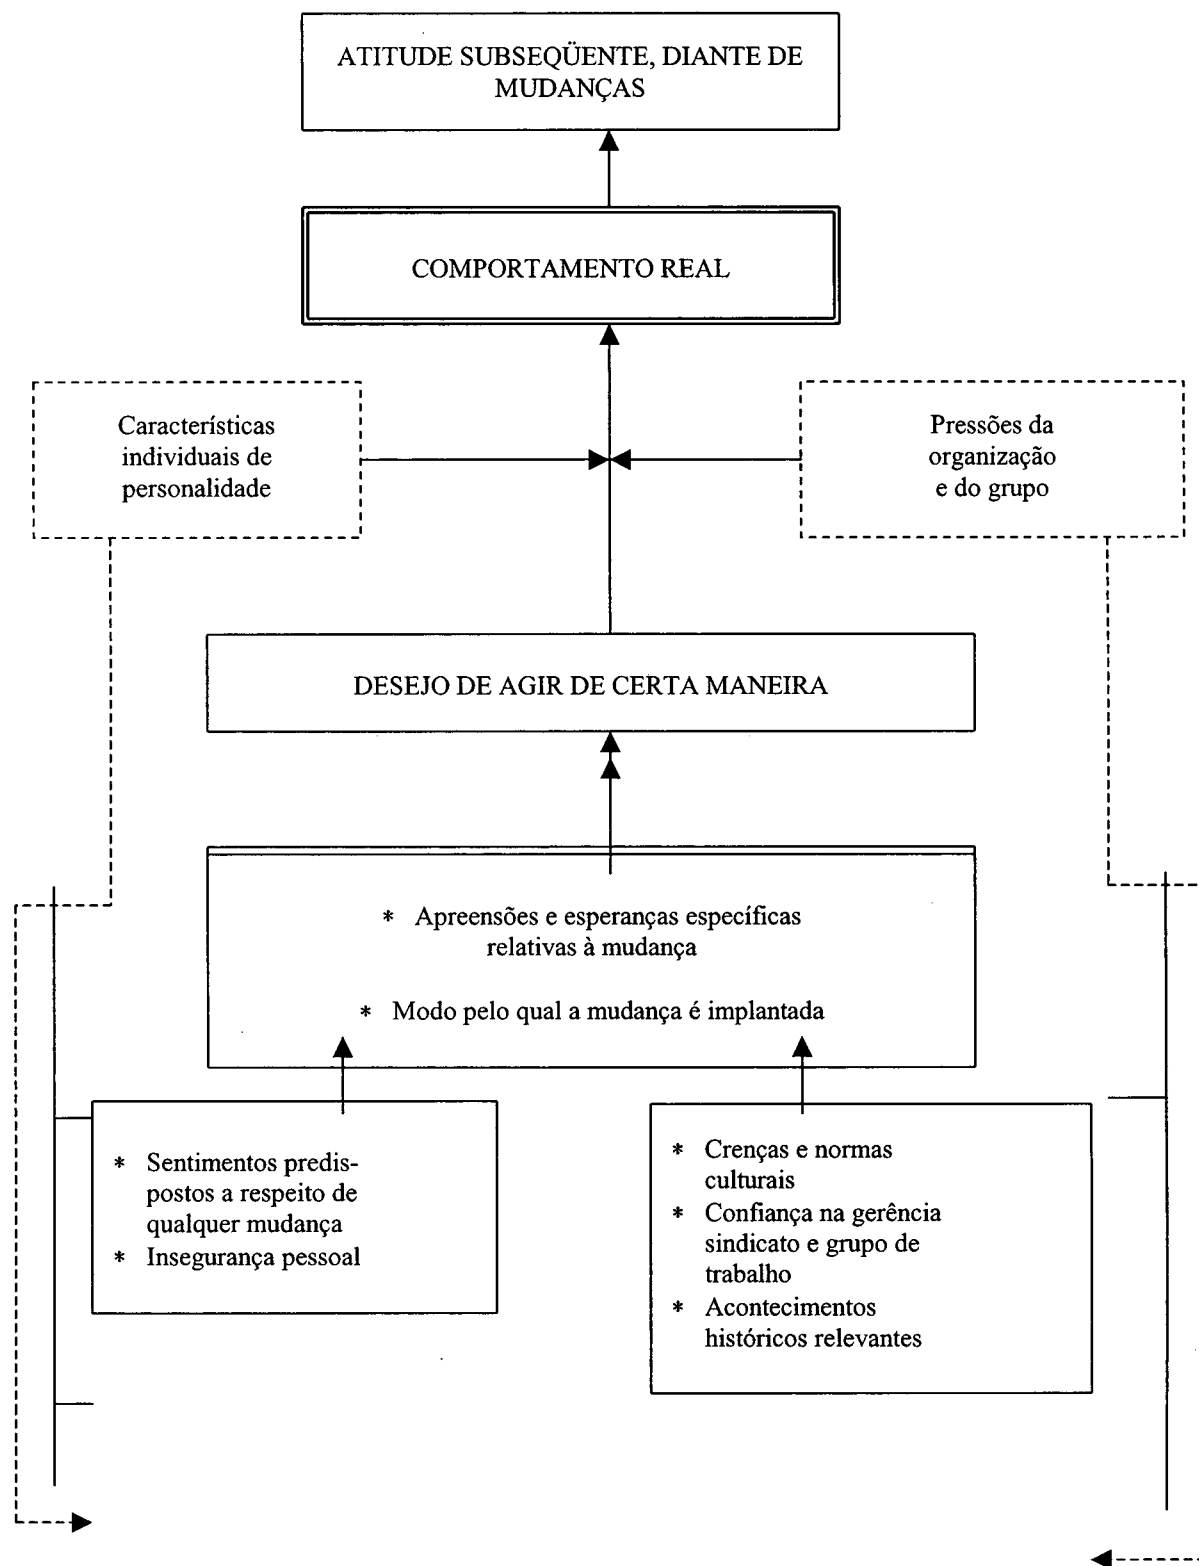 ATITUDE SUBSEQÜENTE, DIANTE DE
MUDANÇAS
COMPORTAMENTO REAL
Características
individuais de
personalidade
Pressões da
organização
e do grupo
DESEJO DE AGIR DE CERTA MANEIRA
* Apreensões e esperanças específicas
relativas à mudança
* Modo pelo qual a mudança é implantada
* Sentimentos predis-
postos a respeito de
qualquer mudança
* Insegurança pessoal
* Crenças e normas
culturais
* Confiança na gerência
sindicato e grupo de
trabalho
* Acontecimentos
históricos relevantes